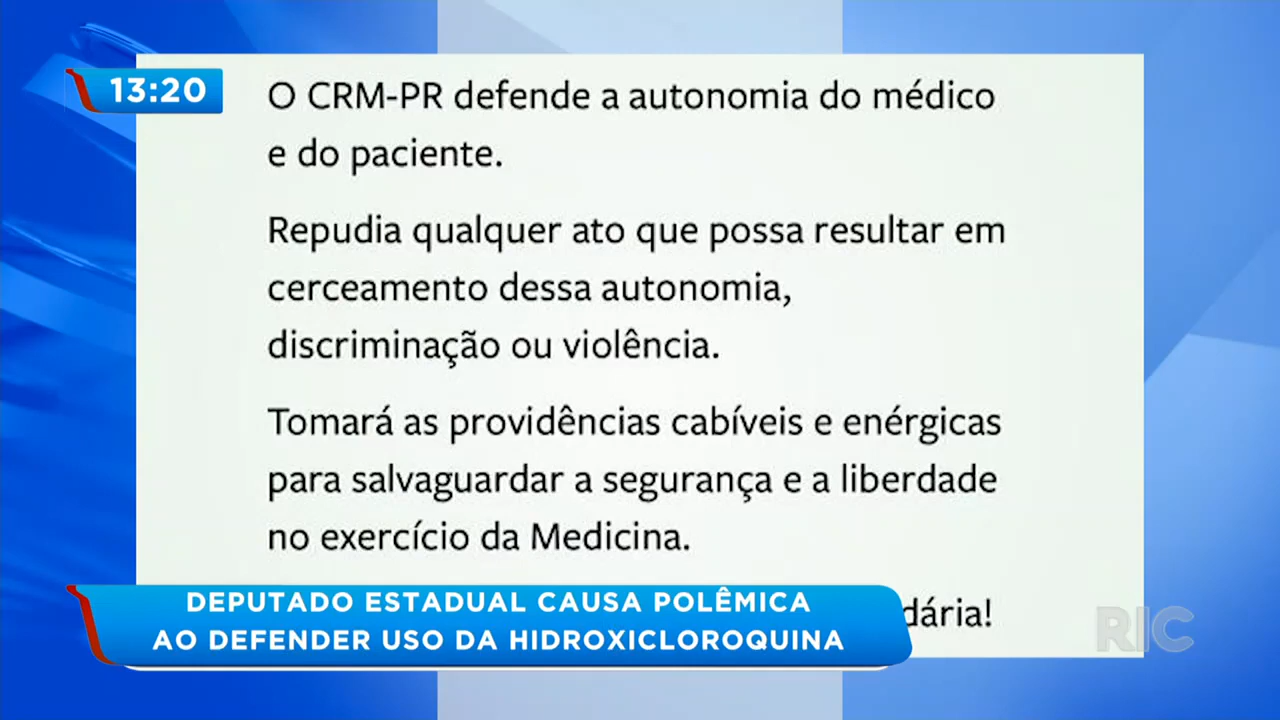 13:20
O CRM-PR defende a autonomia do médico
e do paciente.
Repudia qualquer ato que possa resultar em
cerceamento dessa autonomia,
discriminação ou violência.
Tomará as providências cabíveis e enérgicas
para salvaguardar a segurança e a liberdade
no exercício da Medicina.
DEPUTADO ESTADUAL CAUSA POLÊMICA
AO DEFENDER USO DA HIDROXICLOROQUINA
RIC